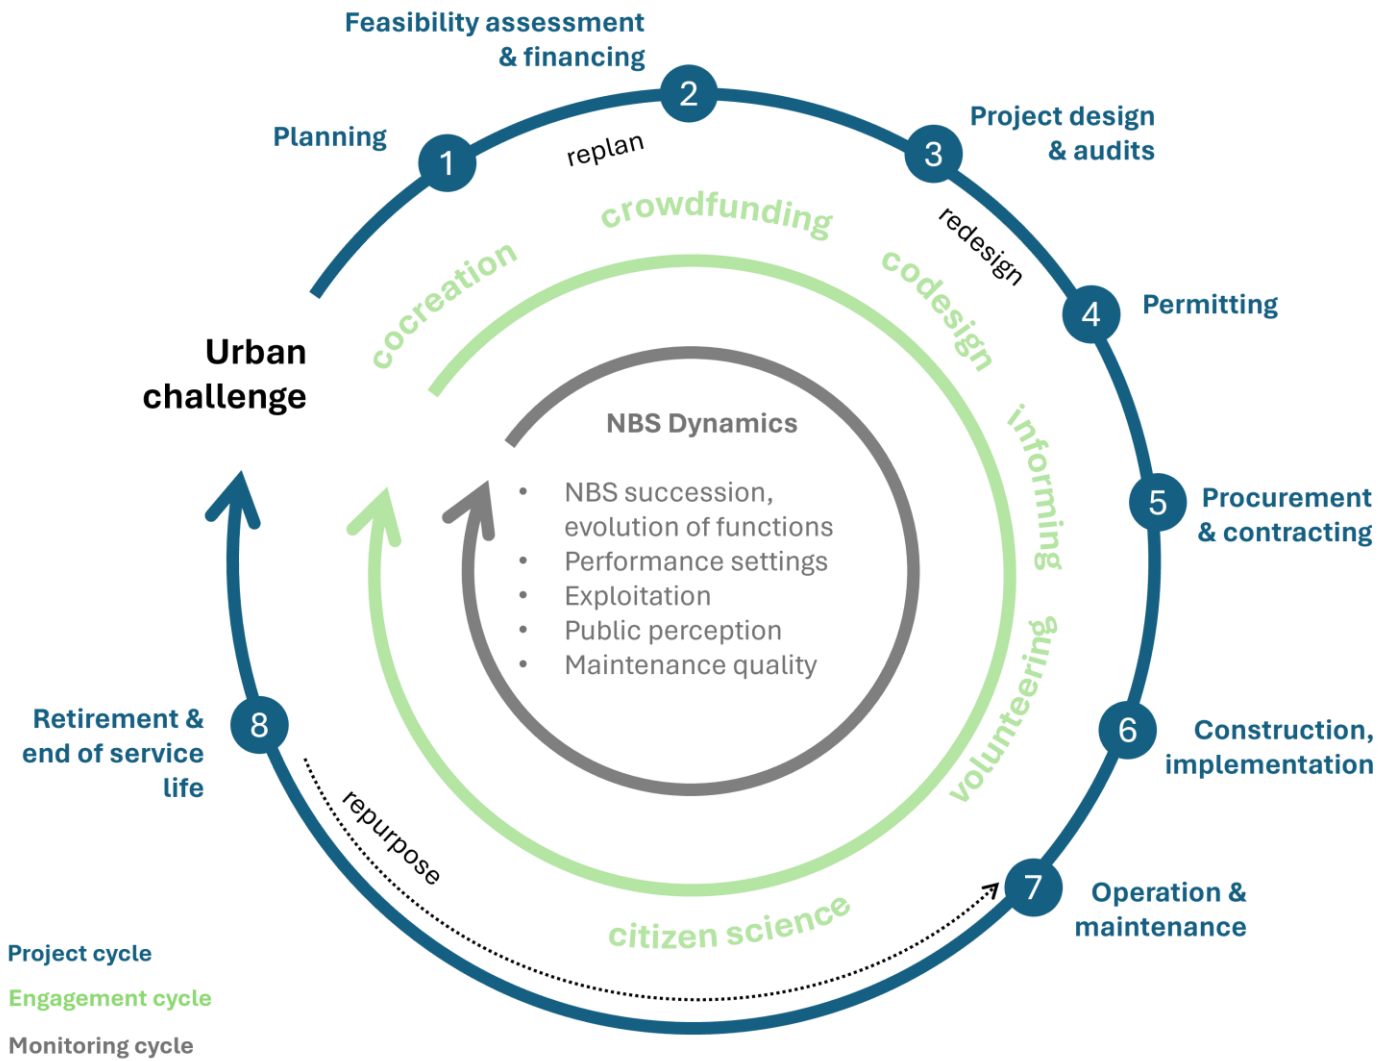 Feasibility assessment
& financing
2
Project design
& audits
3
Planning
1
replan
redesign
crowdfunding
cocreation
codesign
Permitting
4
Urban
challenge
informing
NBS Dynamics
• NBS succession,
evolution of functions
• Performance settings
• Exploitation
• Public perception
• Maintenance quality
Procurement
& contracting
5
volunteering
Construction,
implementation
6
Retirement &
end of service
life
8
repurpose
Operation &
maintenance
7
citizen science
Project cycle
Engagement cycle
Monitoring cycle